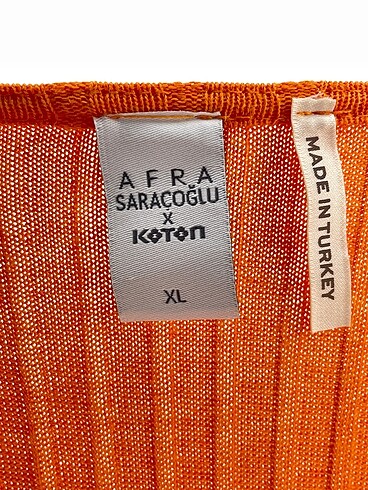 AFRA
SARAÇOĞLU
X
KOTON
XL
MADE IN TURKEY